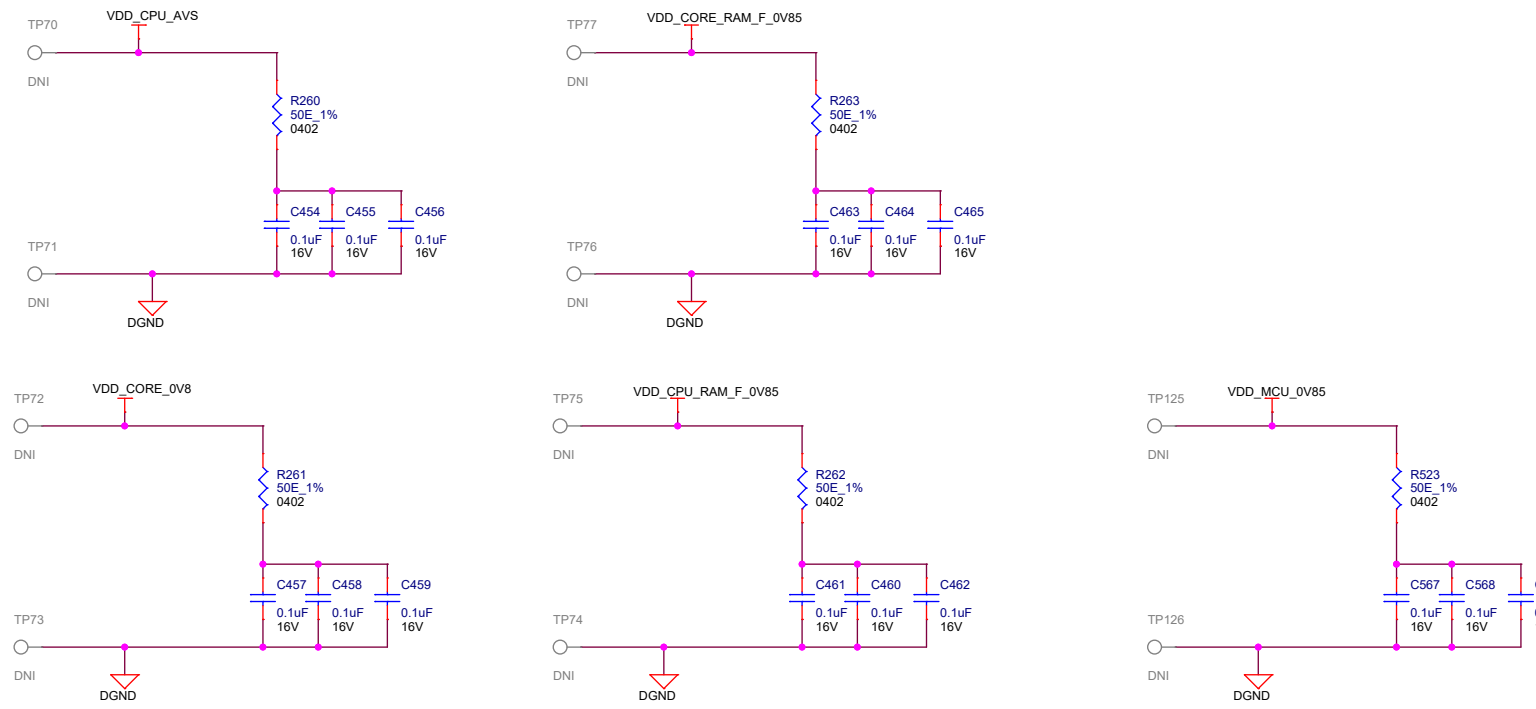 TP70
VDD_CPU_AVS
DNI
R260
50E_1%
0402
C454
C455
C456
0.1uF
0.1uF
0.1uF
16V
16V
16V
TP71
DNI
DGND
TP77
VDD_CORE_RAM_F_0V85
DNI
R263
50E_1%
0402
C463
C464
C465
0.1uF
0.1uF
0.1uF
16V
16V
16V
TP76
DNI
DGND
TP72
VDD_CORE_0V8
DNI
R261
50E_1%
0402
C457
C458
C459
0.1uF
0.1uF
0.1uF
16V
16V
16V
TP73
DNI
DGND
TP75
VDD_CPU_RAM_F_0V85
DNI
R262
50E_1%
0402
C461
C460
C462
0.1uF
0.1uF
0.1uF
16V
16V
16V
TP74
DNI
DGND
TP125
VDD_MCU_0V85
DNI
R523
50E_1%
0402
C567
C568
0.1uF
0.1uF
16V
16V
TP126
DNI
DGND